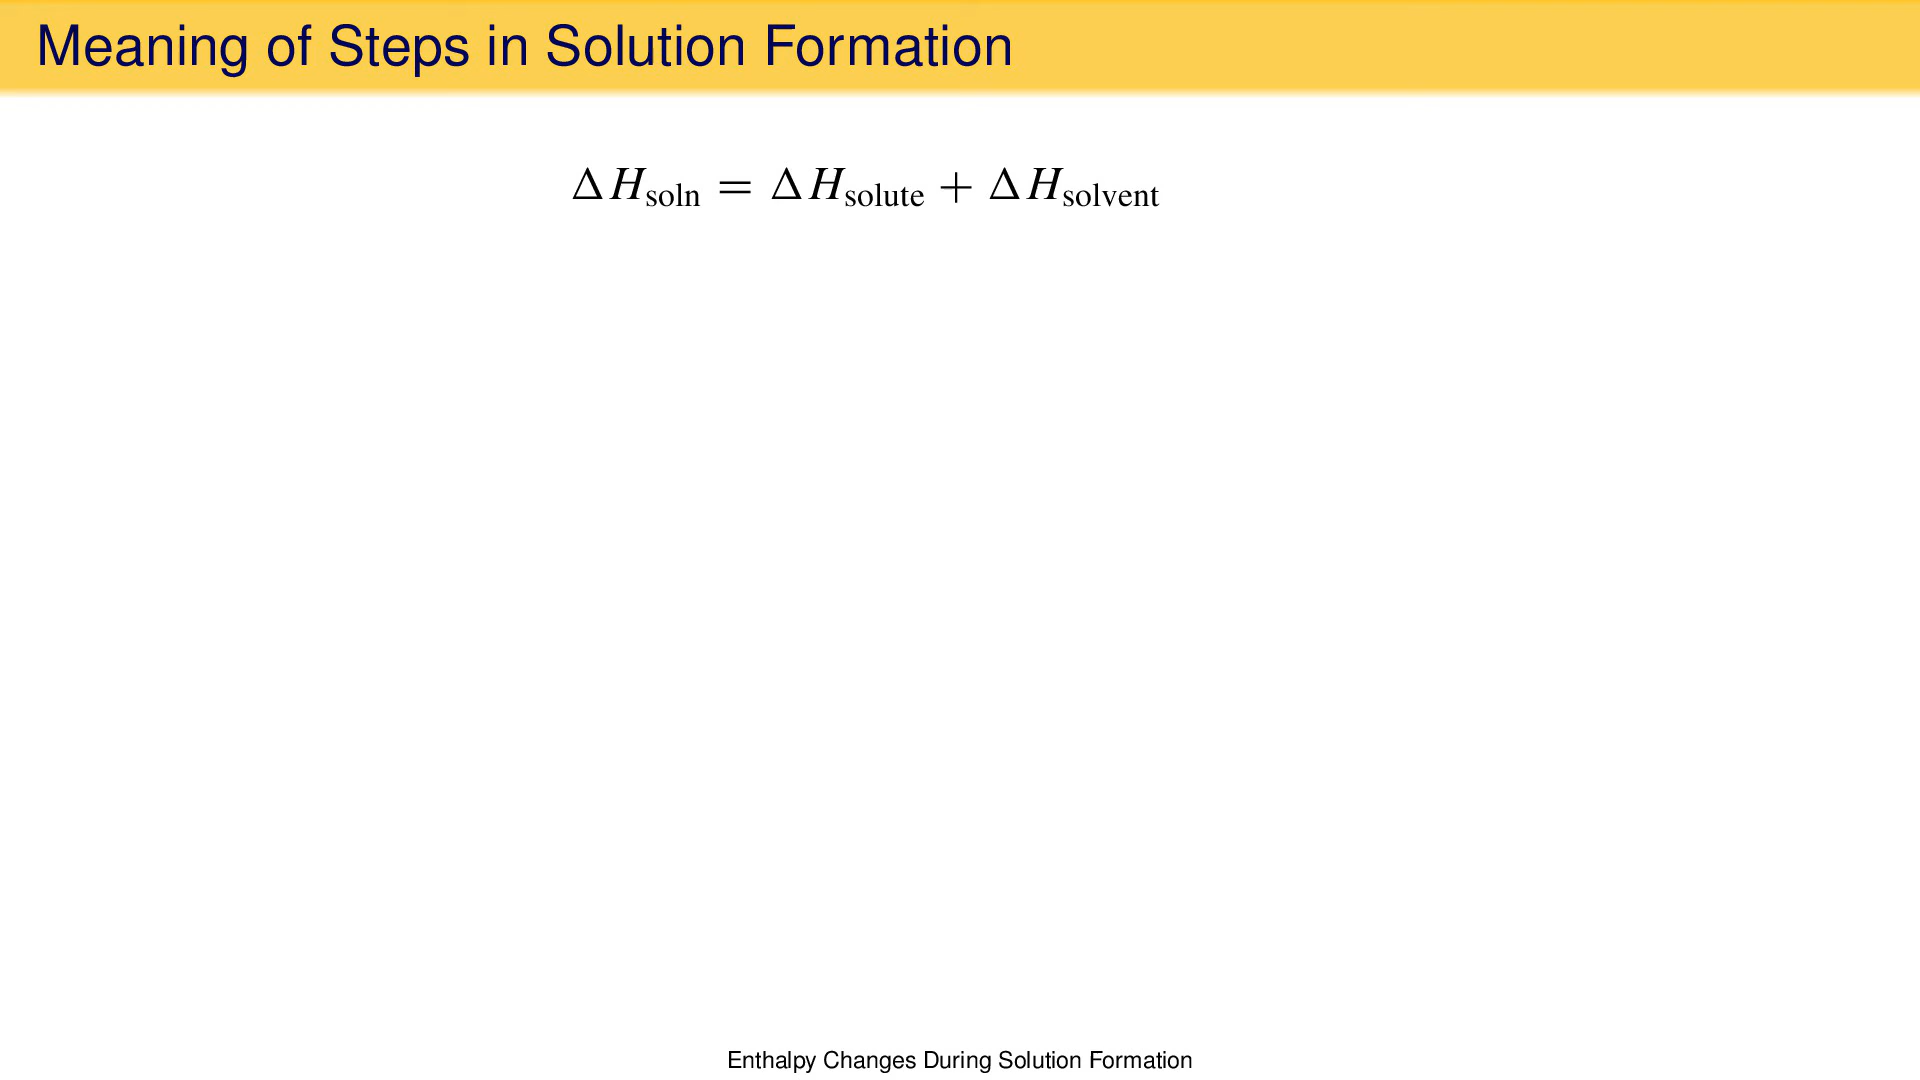 Meaning of Steps in Solution Formation
ΔH_soln = ΔH_solute + ΔH_solvent
Enthalpy Changes During Solution Formation